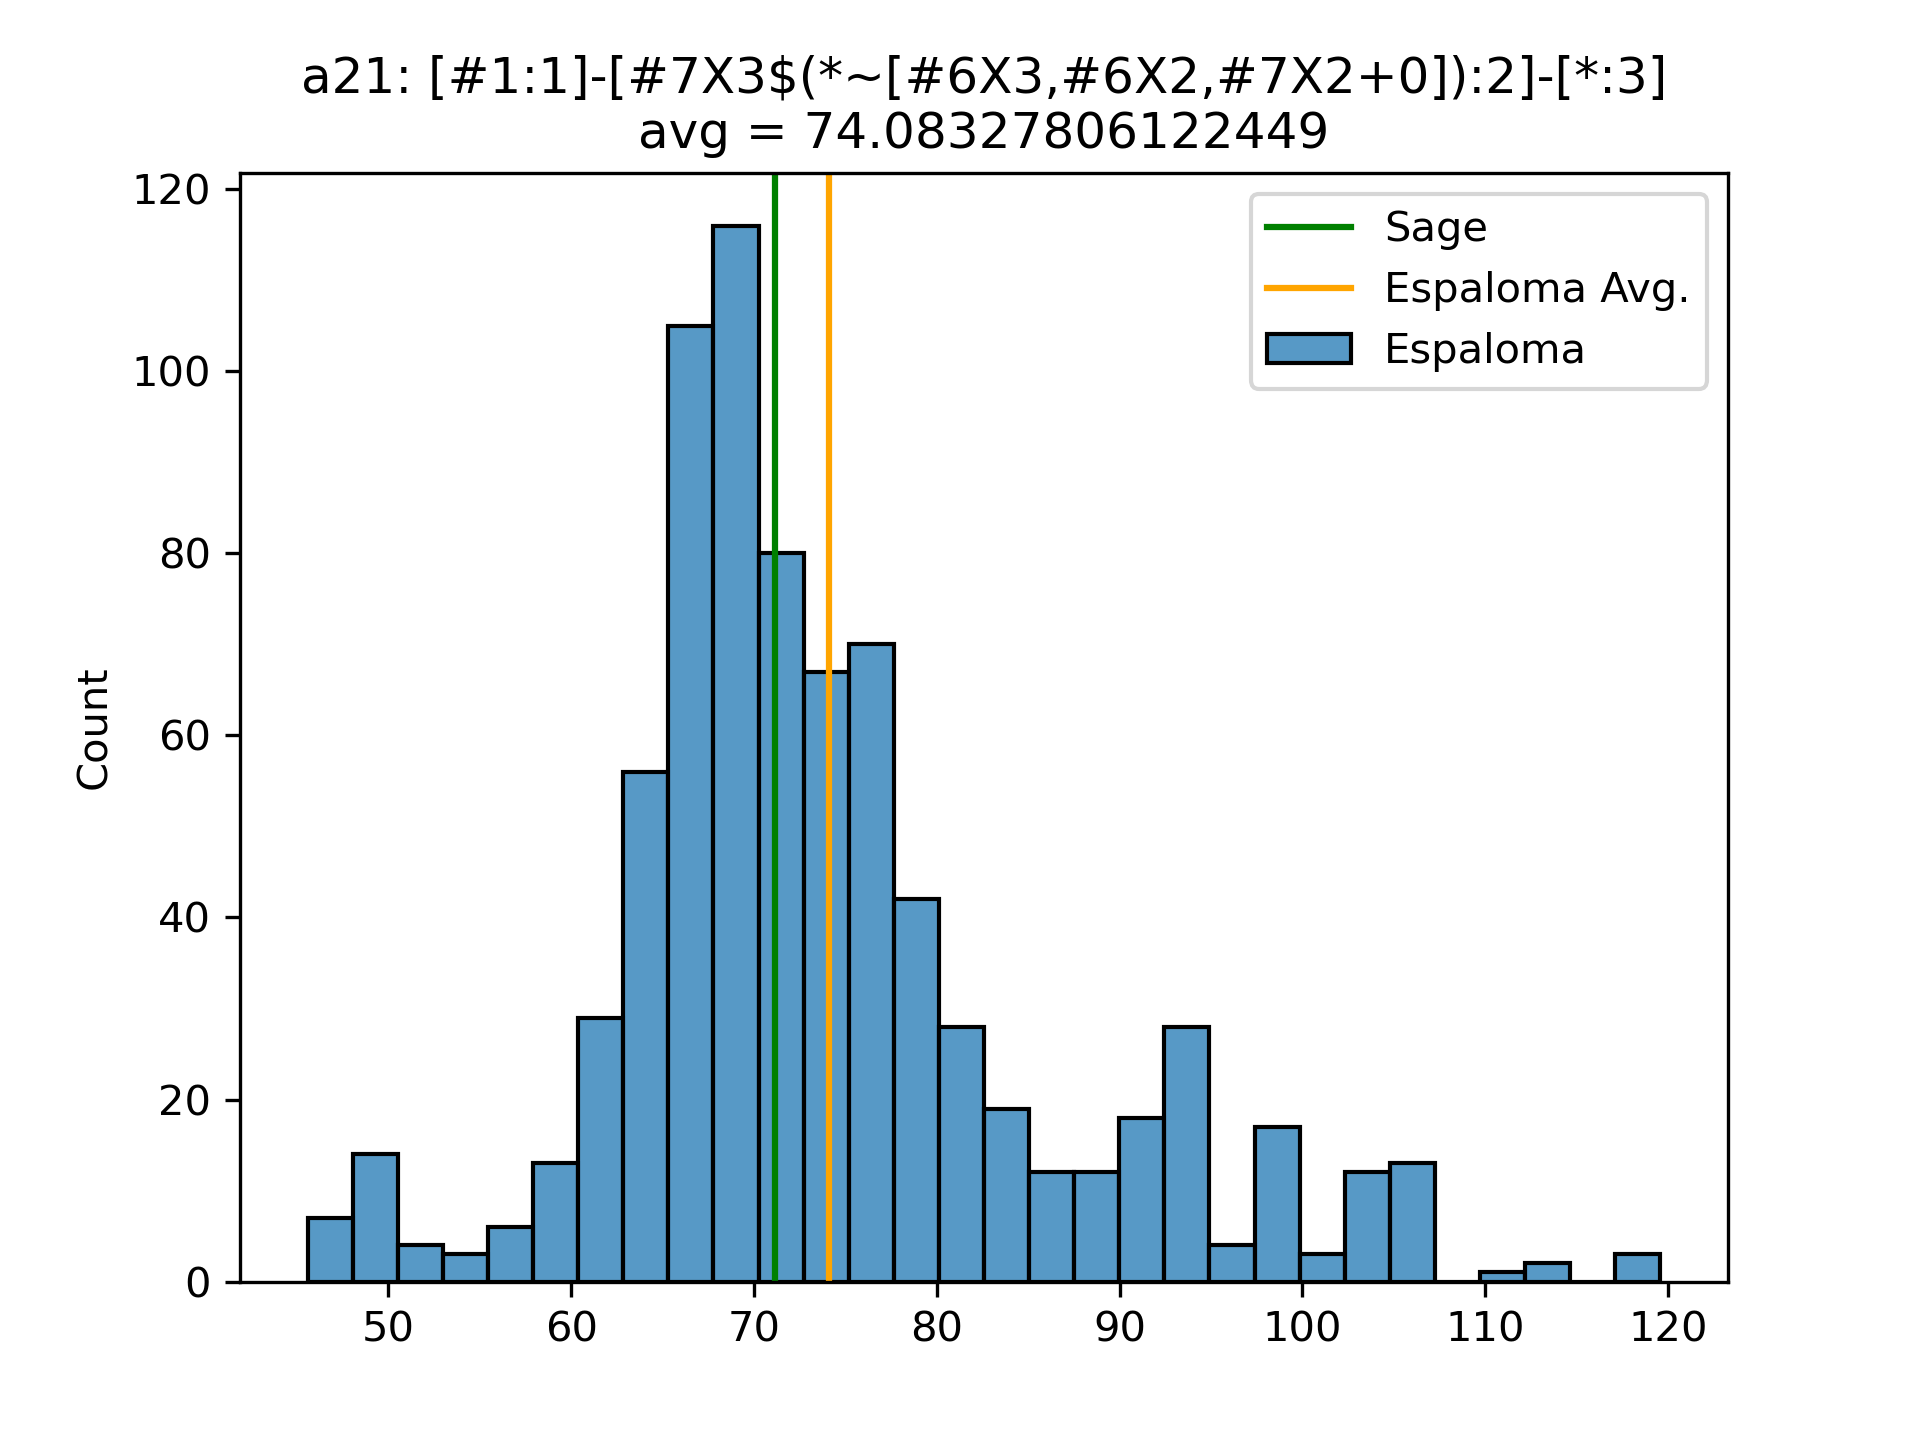 a21: [#1:1]-[#7X3$(*~[#6X3,#6X2,#7X2+0]):2]-[*:3]
avg = 74.08327806122449
Sage
Espaloma Avg.
Espaloma
Count
120
100
80
60
40
20
0
50 60 70 80 90 100 110 120